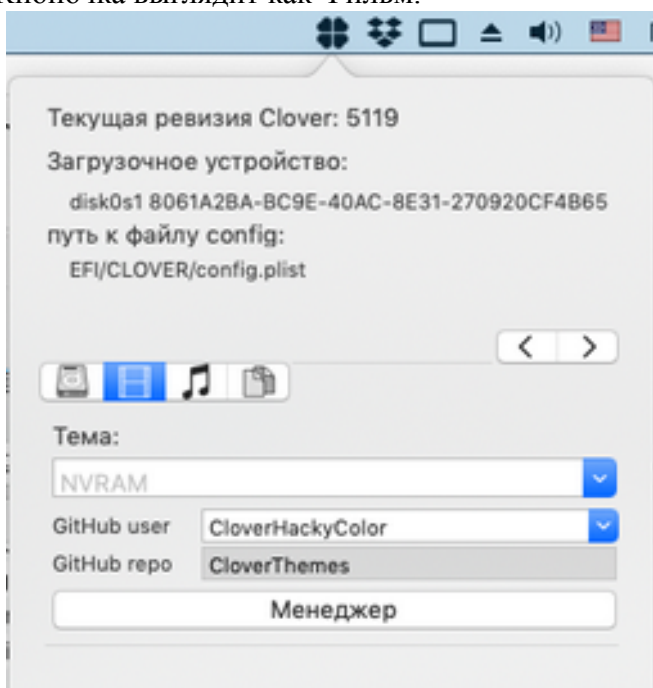 Текущая ревизия Clover: 5119
Загрузочное устройство:
disk0s1 8061A2BA-BC9E-40AC-8E31-270920CF4B65
путь к файлу config:
EFI/CLOVER/config.plist
Тема:
NVRAM
GitHub user CloverHackyColor
GitHub repo CloverThemes
Менеджер